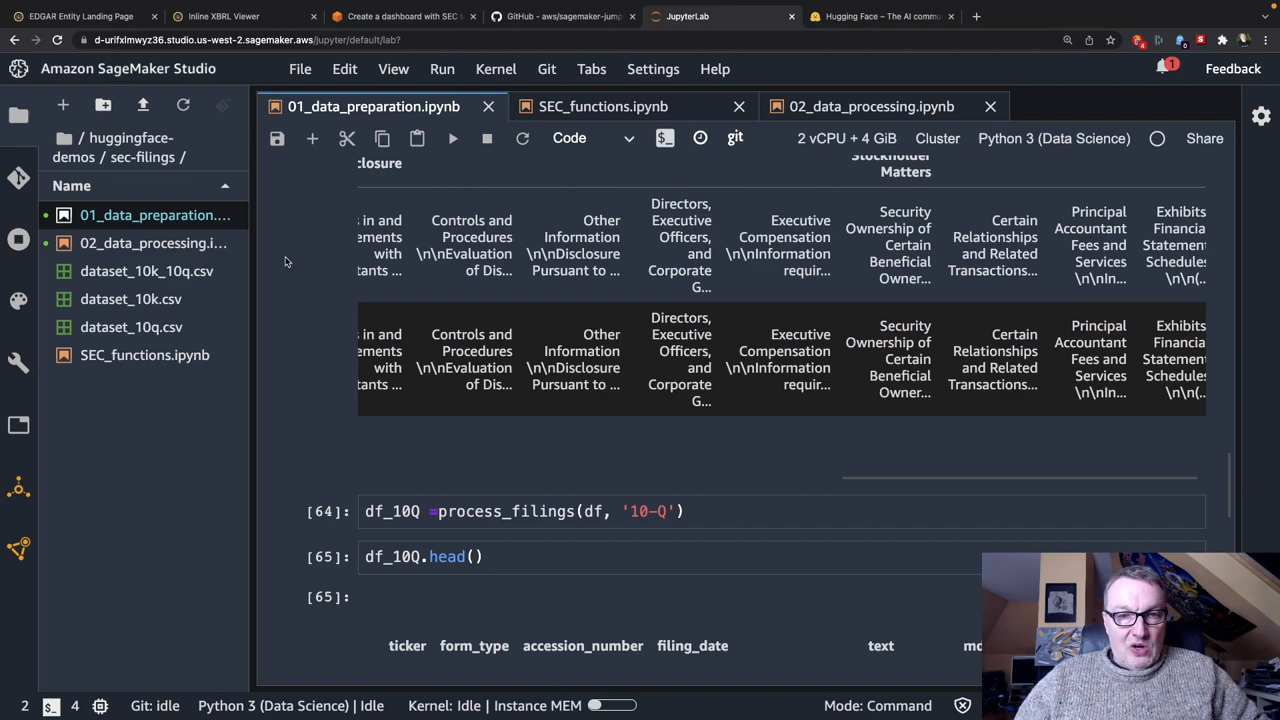 EDGAR Entity Landing Page
Inline XBRL Viewer
Create a dashboard with SEC t
GitHub - aws/sagemaker-jump
JupyterLab
Hugging Face – The AI commu
d-urifxlmwyz36.studio.us-west-2.sagemaker.aws/jupyter/default/lab?
Amazon SageMaker Studio
File Edit View Run Kernel Git Tabs Settings Help
1
Feedback
01_data_preparation.ipynb
SEC_functions.ipynb
02_data_processing.ipynb
Code
git
2 vCPU + 4 GiB
Cluster
Python 3 (Data Science)
Share
/ huggingface-
demos / sec-filings /
Name
01_data_preparation....
02_data_processing.i...
dataset_10k_10q.csv
dataset_10k.csv
dataset_10q.csv
SEC_functions.ipynb
closure
Stockholder
Matters
s in and
ements
with
tants ...
Controls and
Procedures
\n\nEvaluation
of Dis...
Other
Information
\n\nDisclosure
Pursuant to ...
Directors,
Executive
Officers,
and
Corporate
G...
Executive
Compensation
\n\nInformation
requir...
Security
Ownership of
Certain
Beneficial
Owner...
Certain
Relationships
and Related
Transactions...
Principal
Accountant
Fees and
Services
\n\nIn...
Exhibits
Financial
Statement
Schedules
\n\n(.
s in and
ements
with
tants ...
Controls and
Procedures
\n\nEvaluation
of Dis...
Other
Information
\n\nDisclosure
Pursuant to ...
Directors,
Executive
Officers,
and
Corporate
G...
Executive
Compensation
\n\nInformation
requir...
Security
Ownership of
Certain
Beneficial
Owner...
Certain
Relationships
and Related
Transactions...
Principal
Accountant
Fees and
Services
\n\nIn...
Exhibits
Financial
Statement
Schedules
\n\n(.
[64]: df_10Q =process_filings(df, '10-Q')
[65]: df_10Q.head()
[65]:
ticker form_type accession_number filing_date text md
2
4
Git: idle
Python 3 (Data Science) | Idle
Kernel: Idle | Instance MEM
Mode: Command